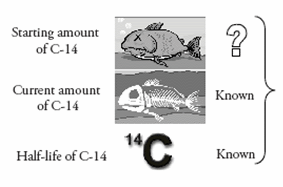 Starting amount
of C-14
?
Current amount
of C-14
Known
Half-life of C-14
14C
Known